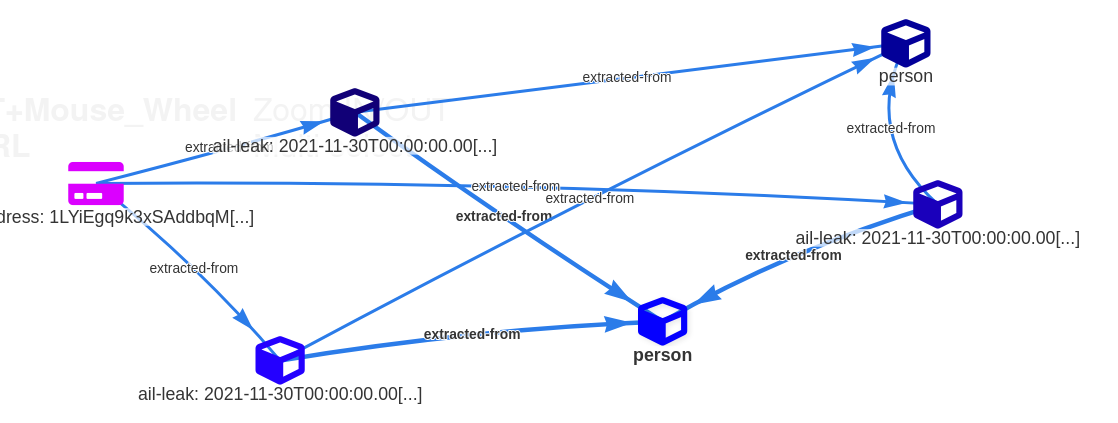 person
extracted-from
T+Mouse_Wheel Zoom
OUT
RL
extracted-from
extracted-from
ail-leak: 2021-11-30T00:00:00.00[...]
extracted-from
extracted-from
dress: 1LYiEgq9k3xSAddbqM[...]
extracted-from
ail-leak: 2021-11-30T00:00:00.00[...]
extracted-from
extracted-from
extracted-from
person
ail-leak: 2021-11-30T00:00:00.00[...]